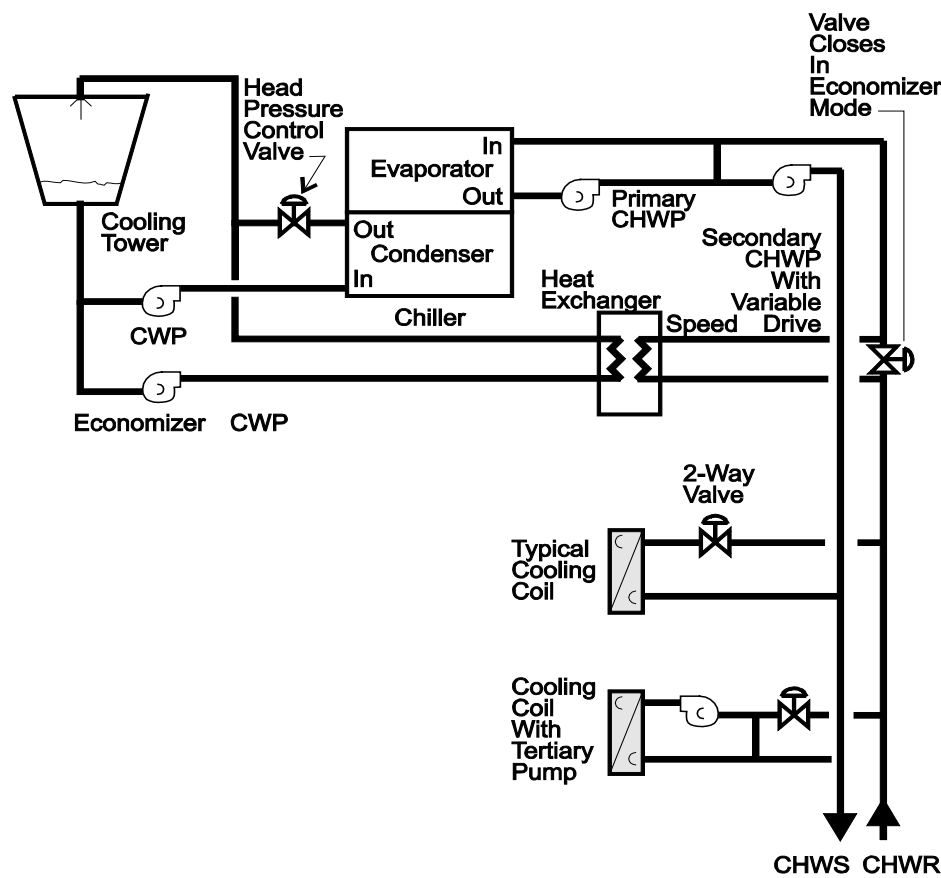 Valve
Closes
In
Economizer
Mode
Head
Pressure
Control
Valve
In
Evaporator
Out
Primary
CHWP
Cooling
Tower
Out
Condenser
In
Secondary
CHWP
With
Variable
Speed Drive
Heat
Exchanger
Chiller
CWP
Economizer CWP
2-Way
Valve
Typical
Cooling
Coil
Cooling
Coil
With
Tertiary
Pump
CHWS CHWR